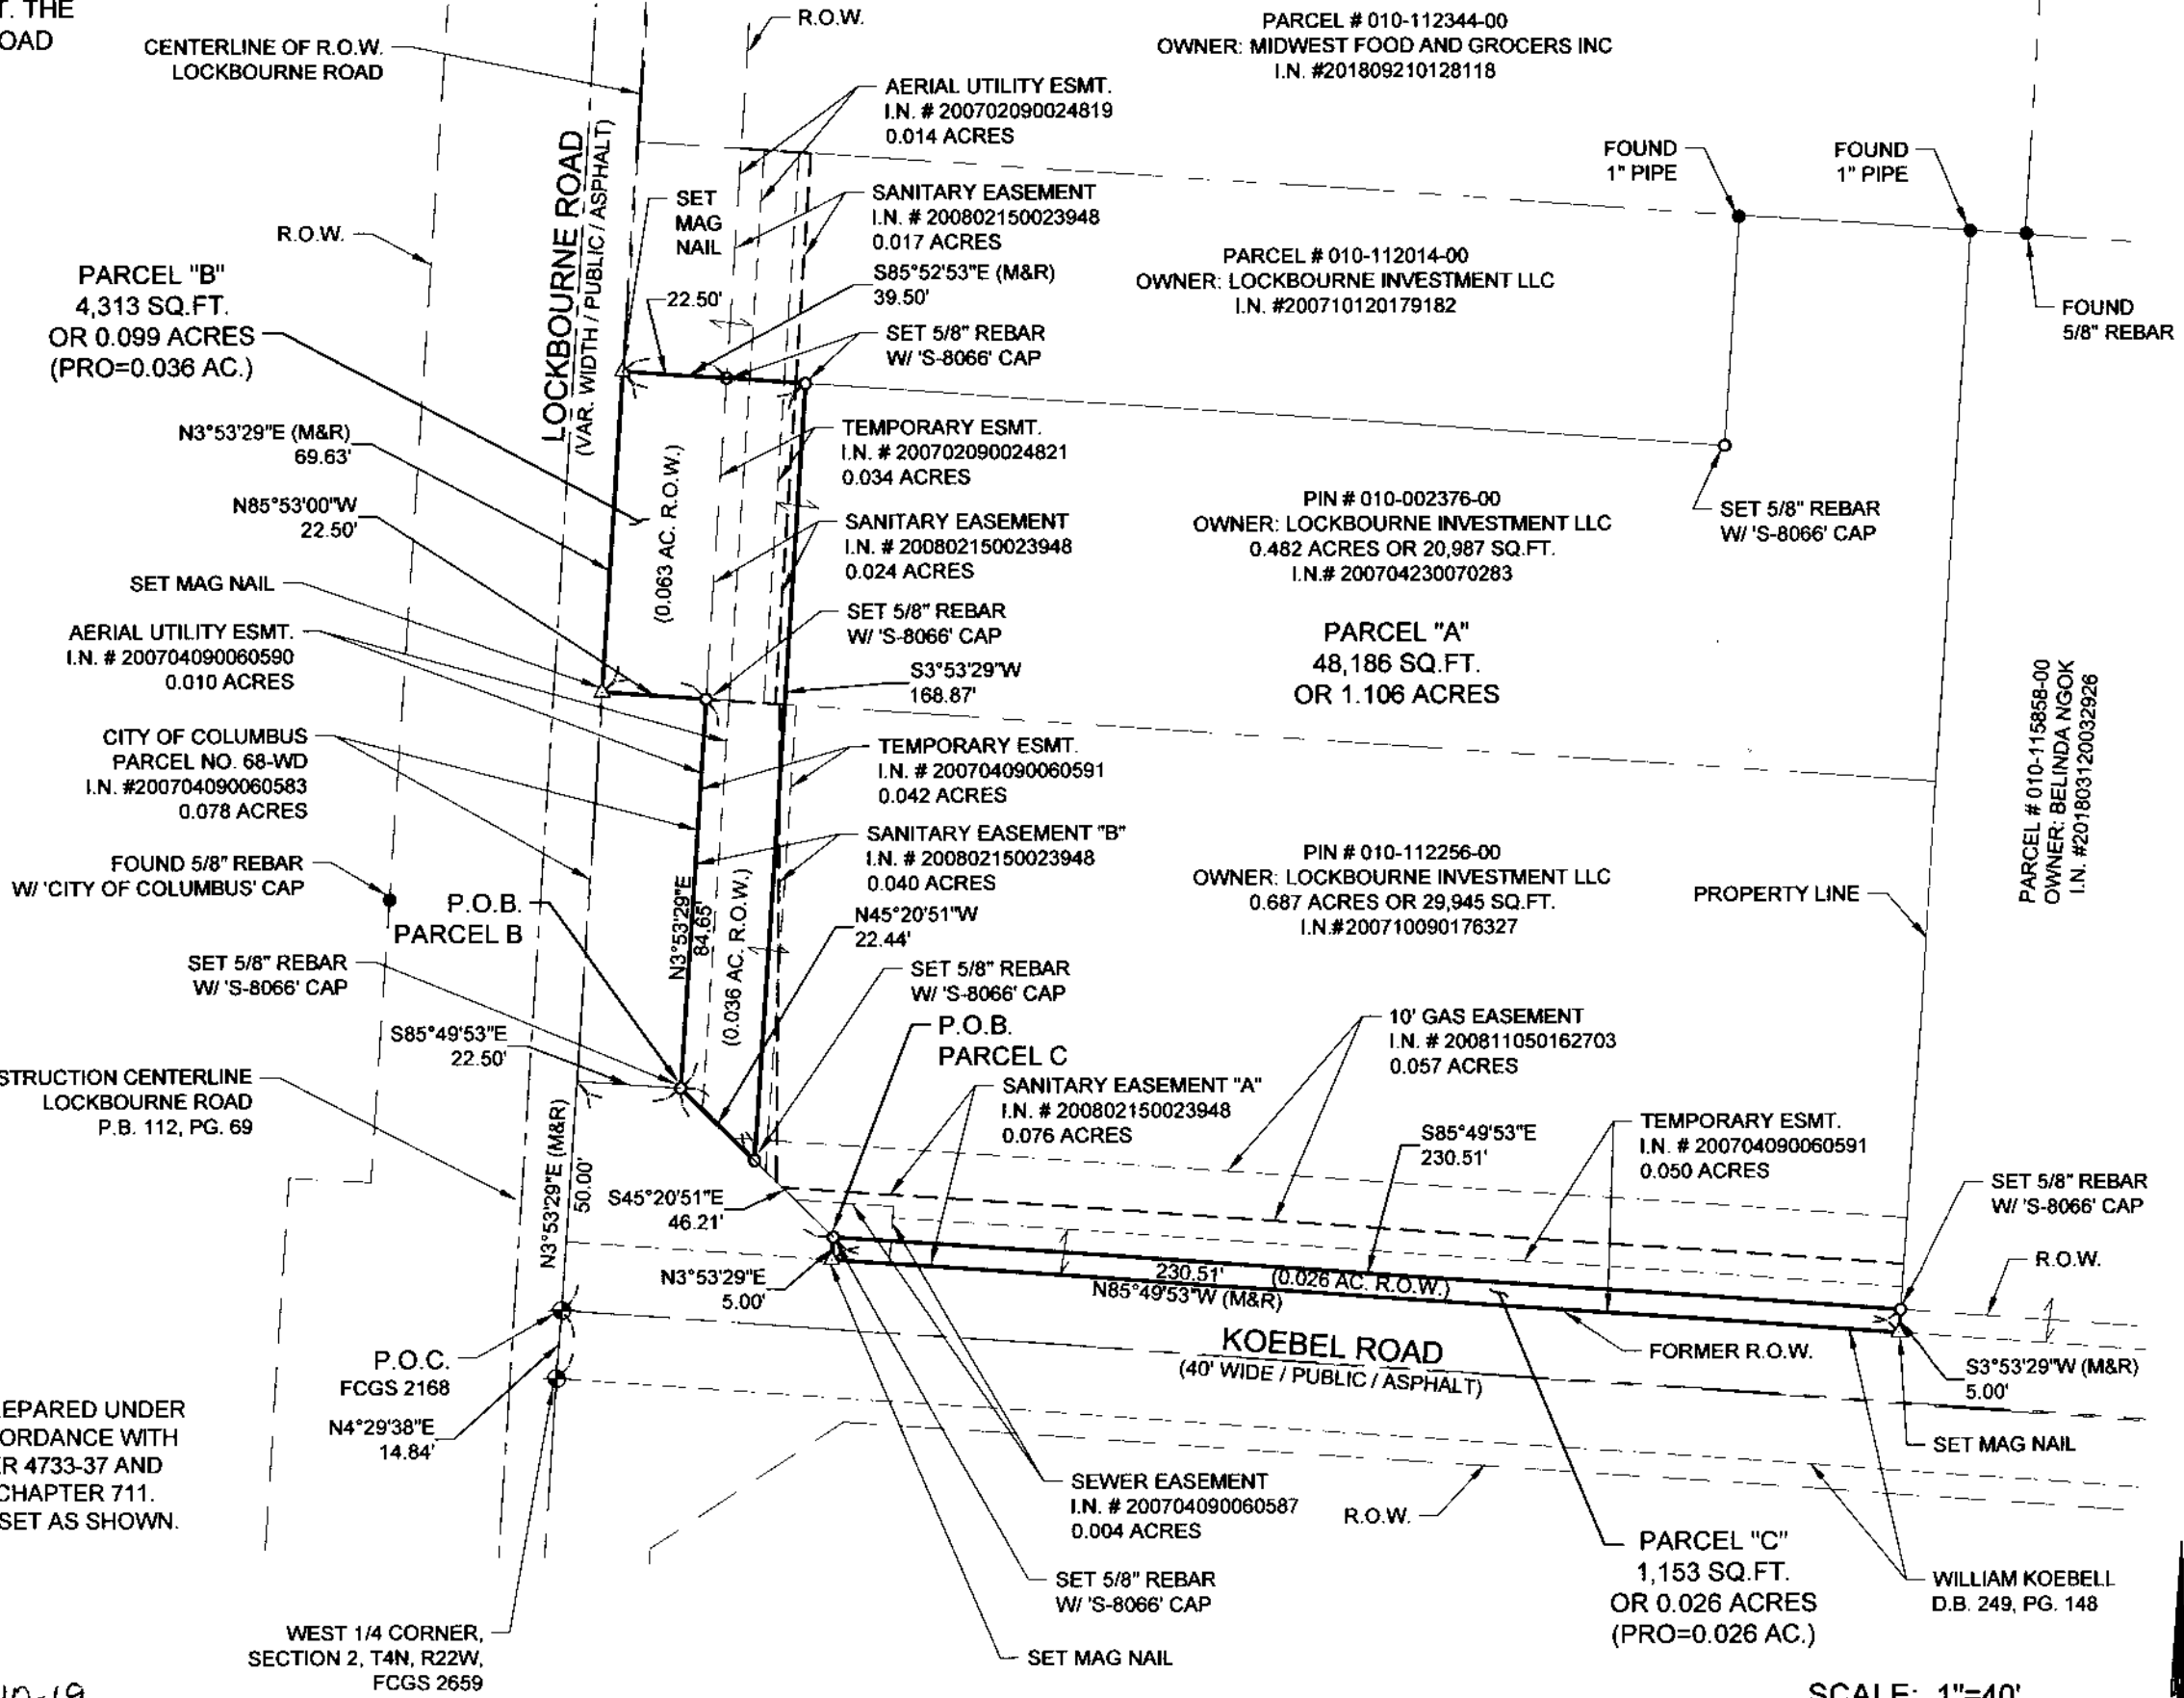 T. THE
OAD
CENTERLINE OF R.O.W.
LOCKBOURNE ROAD
R.O.W.
PARCEL # 010-112344-00
OWNER: MIDWEST FOOD AND GROCERS INC
I.N. #201809210128118
AERIAL UTILITY ESMT.
I.N. # 200702090024819
0.014 ACRES
LOCKBOURNE ROAD
(VAR. WIDTH / PUBLIC / ASPHALT)
FOUND
1" PIPE
FOUND
1" PIPE
SET
MAG
NAIL
SANITARY EASEMENT
I.N. # 200802150023948
0.017 ACRES
R.O.W.
PARCEL # 010-112014-00
OWNER: LOCKBOURNE INVESTMENT LLC
I.N. #200710120179182
PARCEL "B"
4,313 SQ.FT.
OR 0.099 ACRES
(PRO=0.036 AC.)
S85°52'53"E (M&R)
39.50'
22.50'
FOUND
5/8" REBAR
SET 5/8" REBAR
W/ 'S-8066' CAP
N3°53'29"E (M&R)
69.63'
TEMPORARY ESMT.
I.N. # 200702090024821
0.034 ACRES
(0.063 AC. R.O.W.)
N85°53'00"W
22.50'
PIN # 010-002376-00
OWNER: LOCKBOURNE INVESTMENT LLC
0.482 ACRES OR 20,987 SQ.FT.
I.N.# 200704230070283
SET 5/8" REBAR
W/ 'S-8066' CAP
SANITARY EASEMENT
I.N. # 200802150023948
0.024 ACRES
SET MAG NAIL
SET 5/8" REBAR
W/ 'S-8066' CAP
AERIAL UTILITY ESMT.
I.N. # 200704090060590
0.010 ACRES
PARCEL "A"
48,186 SQ.FT.
OR 1.106 ACRES
S3°53'29"W
168.87'
PARCEL # 010-115858-00
OWNER: BELINDA NGOK
I.N. #201803120032926
CITY OF COLUMBUS
PARCEL NO. 68-WD
I.N. #200704090060583
0.078 ACRES
TEMPORARY ESMT.
I.N. # 200704090060591
0.042 ACRES
SANITARY EASEMENT "B"
I.N. # 200802150023948
0.040 ACRES
FOUND 5/8" REBAR
W/ 'CITY OF COLUMBUS' CAP
PIN # 010-112256-00
OWNER: LOCKBOURNE INVESTMENT LLC
0.687 ACRES OR 29,945 SQ.FT.
I.N.#200710090176327
PROPERTY LINE
P.O.B.
PARCEL B
N3°53'29"E
84.65'
(0.036 AC. R.O.W.)
N45°20'51"W
22.44'
SET 5/8" REBAR
W/ 'S-8066' CAP
SET 5/8" REBAR
W/ 'S-8066' CAP
P.O.B.
PARCEL C
10' GAS EASEMENT
I.N. # 200811050162703
0.057 ACRES
S85°49'53"E
22.50'
STRUCTION CENTERLINE
LOCKBOURNE ROAD
P.B. 112, PG. 69
SANITARY EASEMENT "A"
I.N. # 200802150023948
0.076 ACRES
S85°49'53"E
230.51'
TEMPORARY ESMT.
I.N. # 200704090060591
0.050 ACRES
N3°53'29"E (M&R)
50.00'
S45°20'51"E
46.21'
SET 5/8" REBAR
W/ 'S-8066' CAP
R.O.W.
N3°53'29"E
5.00'
230.51'
(0.026 AC. R.O.W.)
N85°49'53"W (M&R)
KOEBEL ROAD
(40' WIDE / PUBLIC / ASPHALT)
FORMER R.O.W.
S3°53'29"W (M&R)
5.00'
P.O.C.
FCGS 2168
N4°29'38"E
14.84'
EPARED UNDER
ORDANCE WITH
R 4733-37 AND
CHAPTER 711.
SET AS SHOWN.
SET MAG NAIL
SEWER EASEMENT
I.N. # 200704090060587
0.004 ACRES
R.O.W.
PARCEL "C"
1,153 SQ.FT.
OR 0.026 ACRES
(PRO=0.026 AC.)
WILLIAM KOEBELL
D.B. 249, PG. 148
SET 5/8" REBAR
W/ 'S-8066' CAP
WEST 1/4 CORNER,
SECTION 2, T4N, R22W,
FCGS 2659
SET MAG NAIL
SCALE: 1"=40'